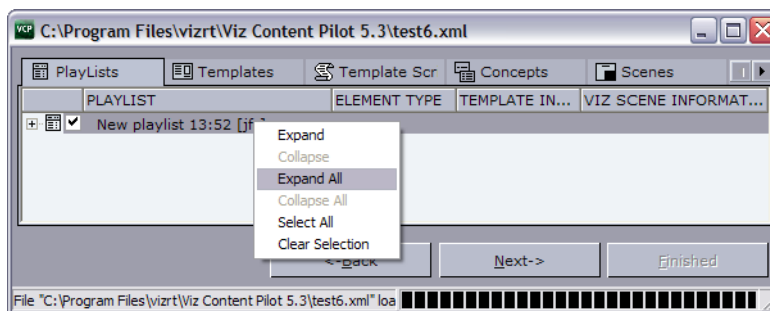 VCP C:\Program Files\vizrt\Viz Content Pilot 5.3\test6.xml
PlayLists Templates Template Scr Concepts Scenes
PLAYLIST ELEMENT TYPE TEMPLATE IN... VIZ SCENE INFORMAT...
New playlist 13:52
Expand
Collapse
Expand All
Collapse All
Select All
Clear Selection
<-Back Next-> Finished
File "C:\Program Files\vizrt\Viz Content Pilot 5.3\test6.xml" loa